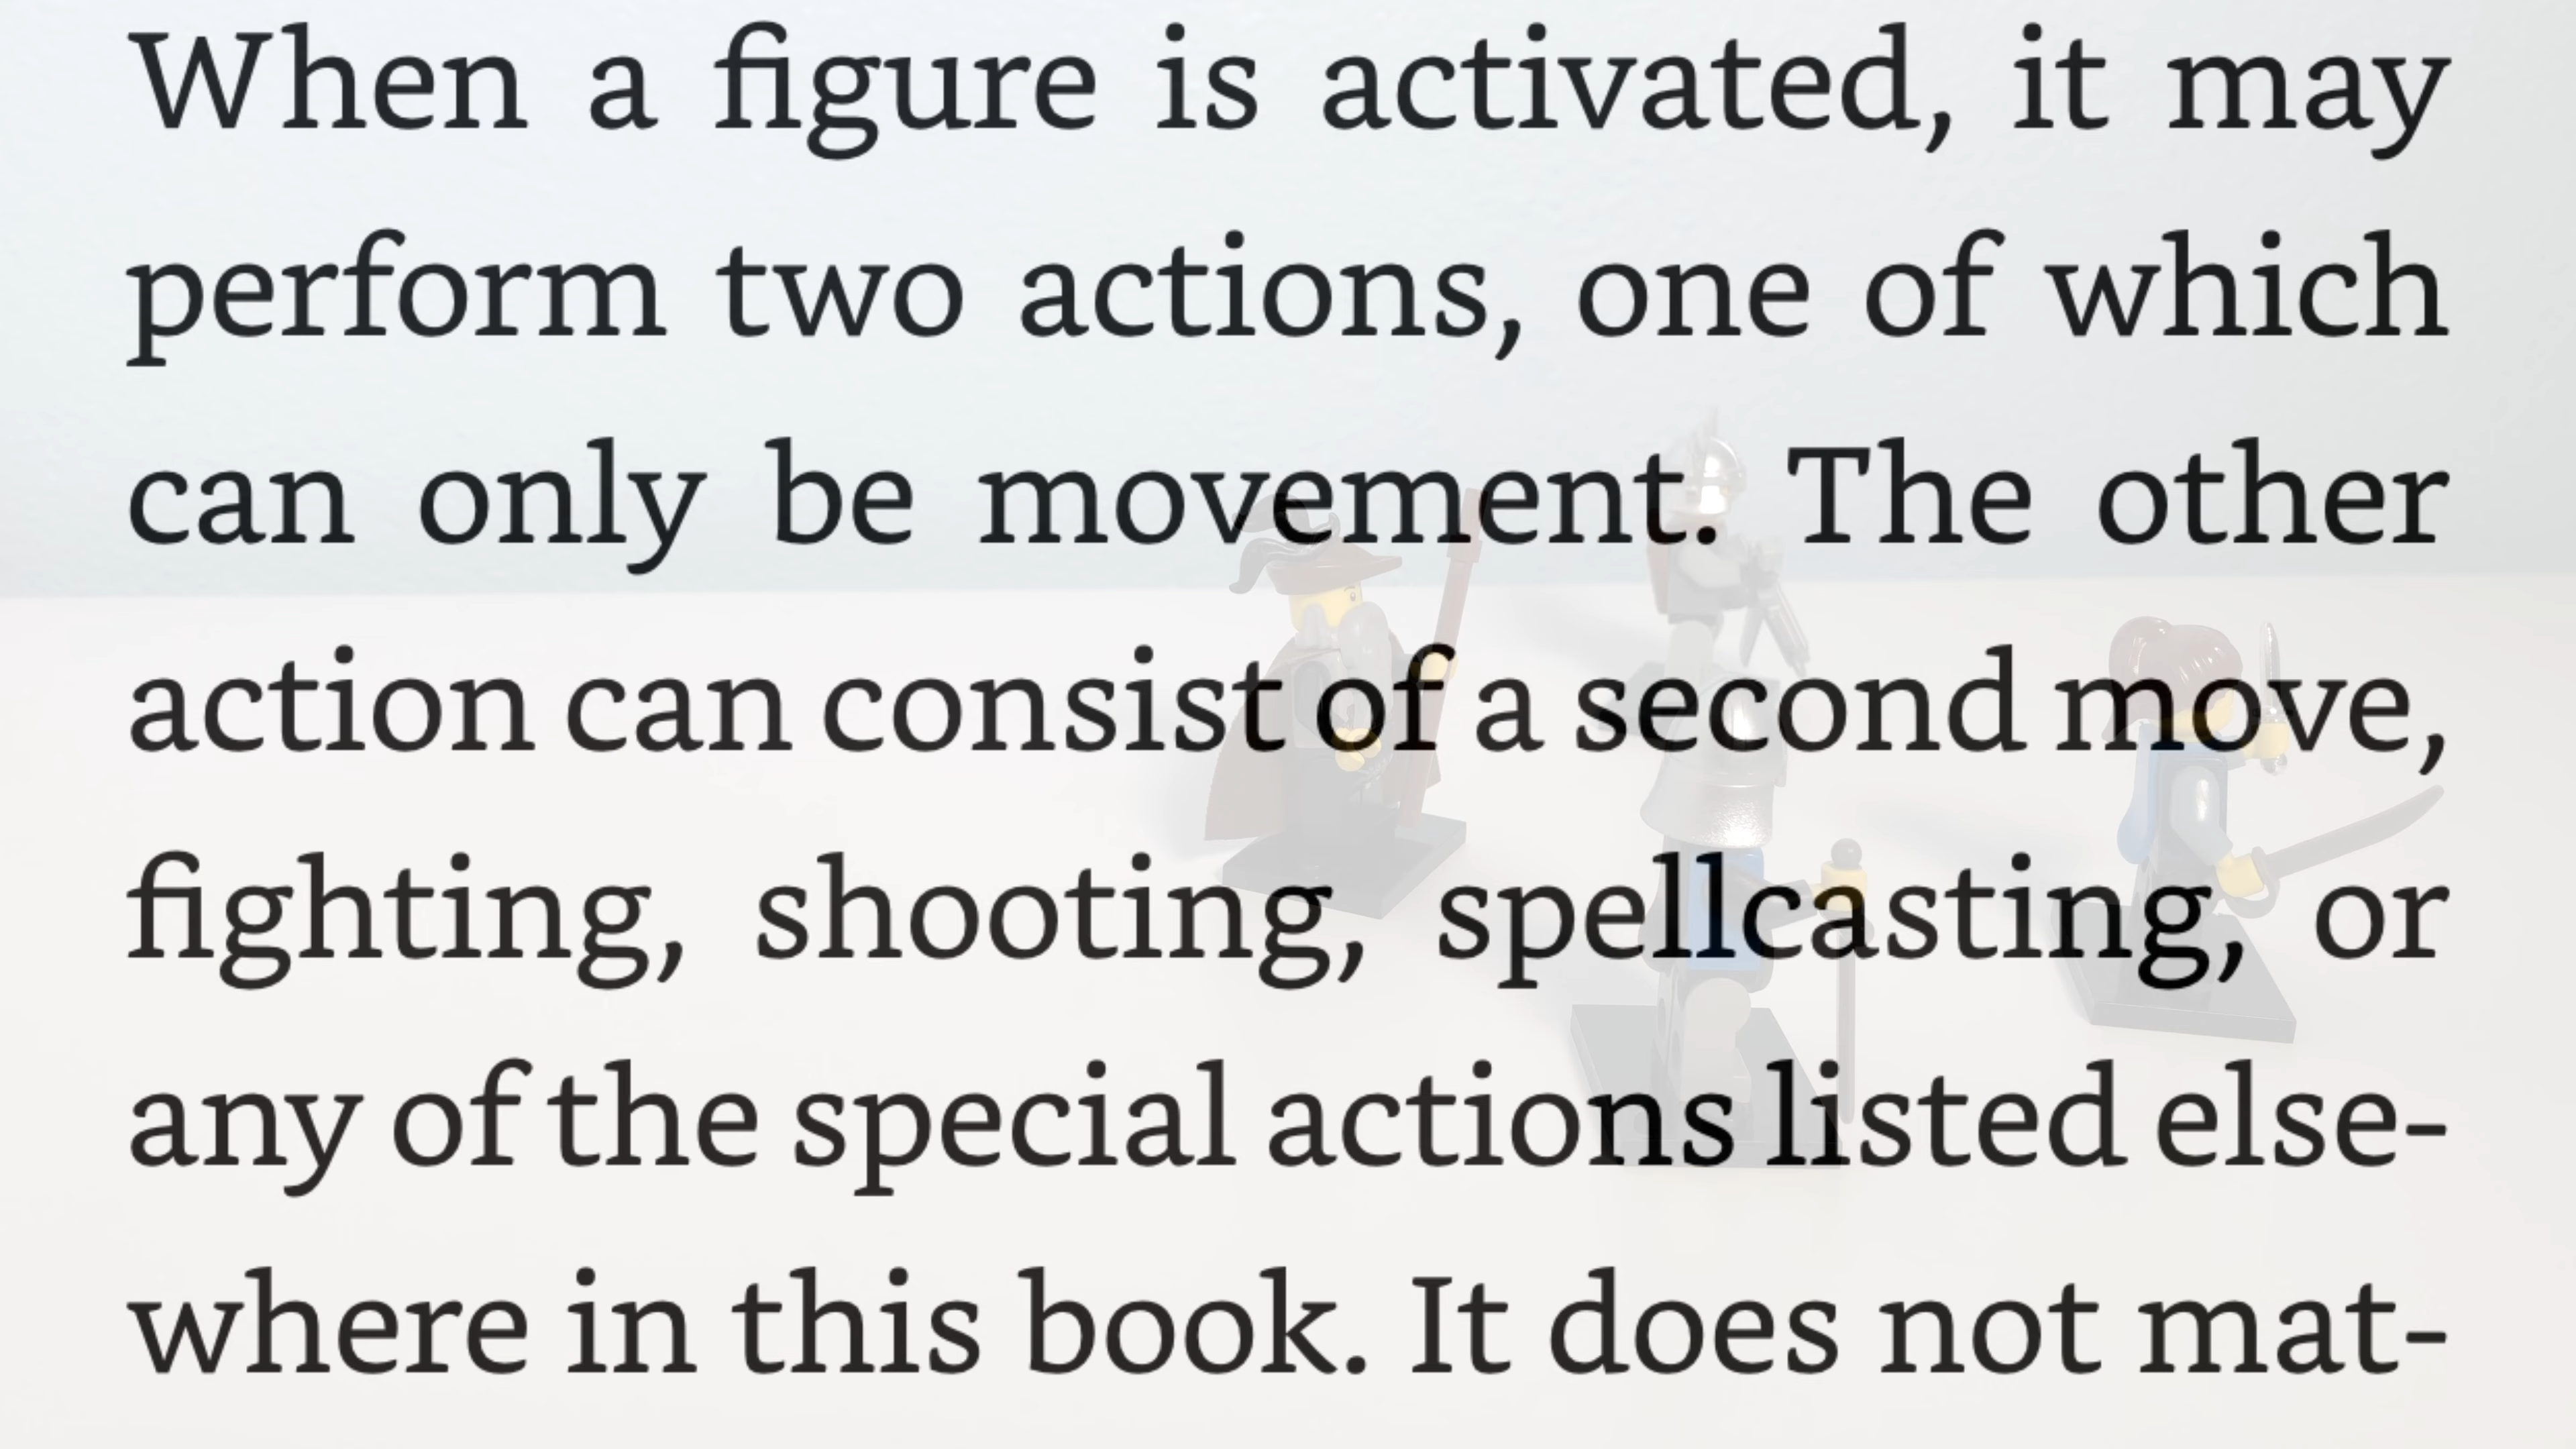 When a figure is activated, it may
perform two actions, one of which
can only be movement. The other
action can consist of a second move,
fighting, shooting, spellcasting, or
any of the special actions listed else-
where in this book. It does not mat-